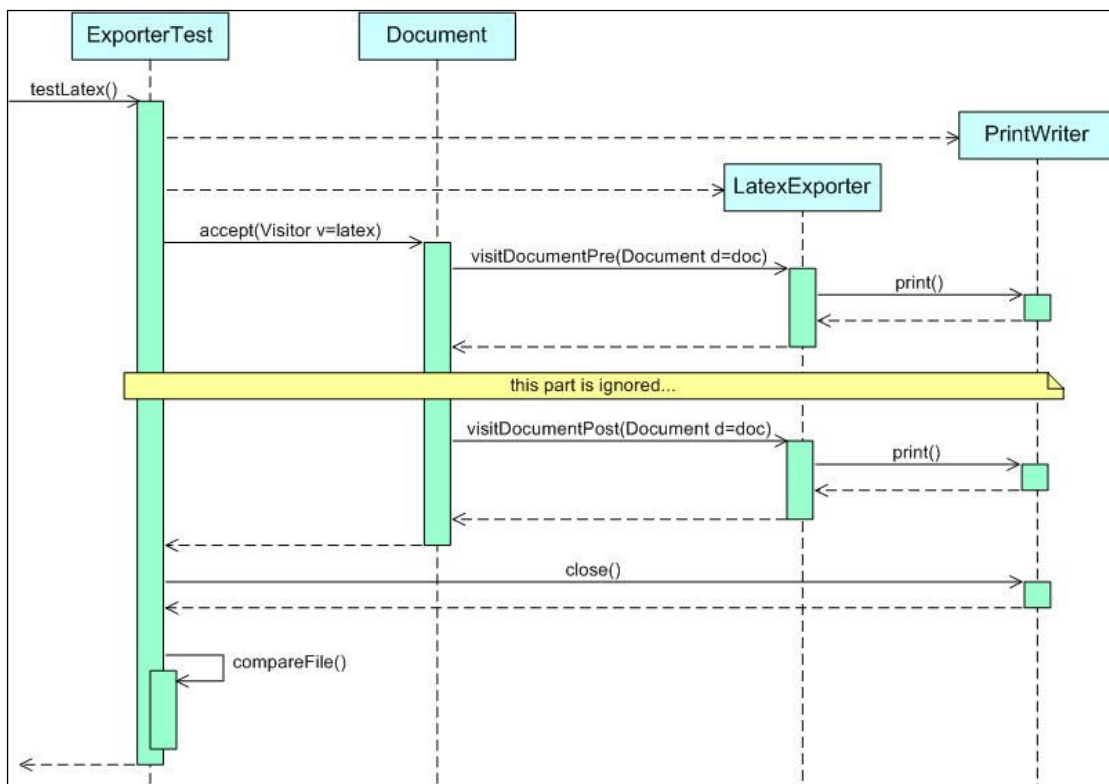 ExporterTest
Document
testLatex()
PrintWriter
LatexExporter
accept(Visitor v=latex)
visitDocumentPre(Document d=doc)
print()
this part is ignored...
visitDocumentPost(Document d=doc)
print()
close()
compareFile()